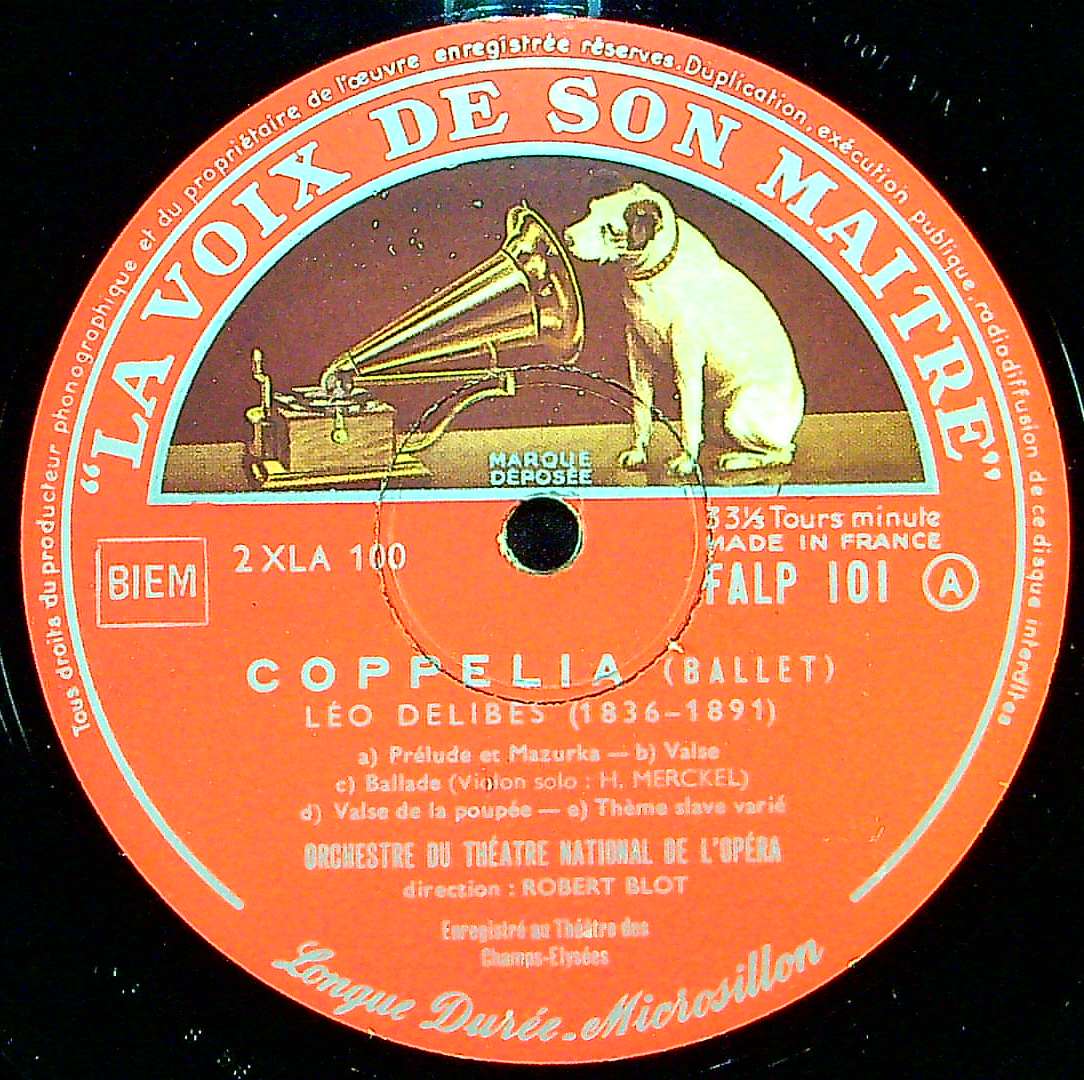 Tous droits du producteur phonographique et du propriétaire de l'œuvre enregistrée réservés. Duplication, exécution publique, radiodiffusion de ce disque interdites
"LA VOIX DE SON MAITRE"
MARQUE
DÉPOSÉE
33⅓ Tours minute
MADE IN FRANCE
BIEM
2 XLA 100
FALP 101
A
COPPELIA (BALLET)
LÉO DELIBES (1836-1891)
a) Prélude et Mazurka — b) Valse
c) Ballade (Violon solo : H. MERCKEL)
d) Valse de la poupée — e) Thème slave varié
ORCHESTRE DU THÉATRE NATIONAL DE L'OPÉRA
direction : ROBERT BLOT
Enregistré au Théâtre des
Champs-Elysées
Longue Durée-Microsillon